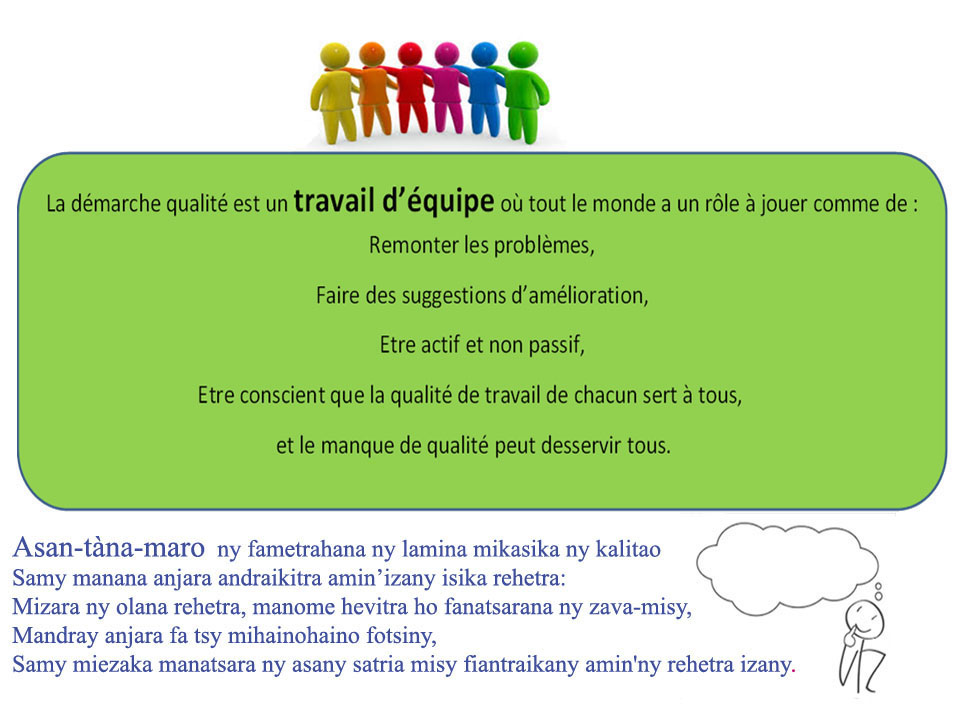 La démarche qualité est un travail d’équipe où tout le monde a un rôle à jouer comme de :
Remonter les problèmes,
Faire des suggestions d’amélioration,
Etre actif et non passif,
Etre conscient que la qualité de travail de chacun sert à tous,
et le manque de qualité peut desservir tous.
Asan-tàna-maro ny fametrahana ny lamina mikasika ny kalitao
Samy manana anjara andraikitra amin’izany isika rehetra:
Mizara ny olana rehetra, manome hevitra ho fanatsarana ny zava-misy,
Mandray anjara fa tsy mihainohaino fotsiny,
Samy miezaka manatsara ny asany satria misy fiantraikany amin'ny rehetra izany.